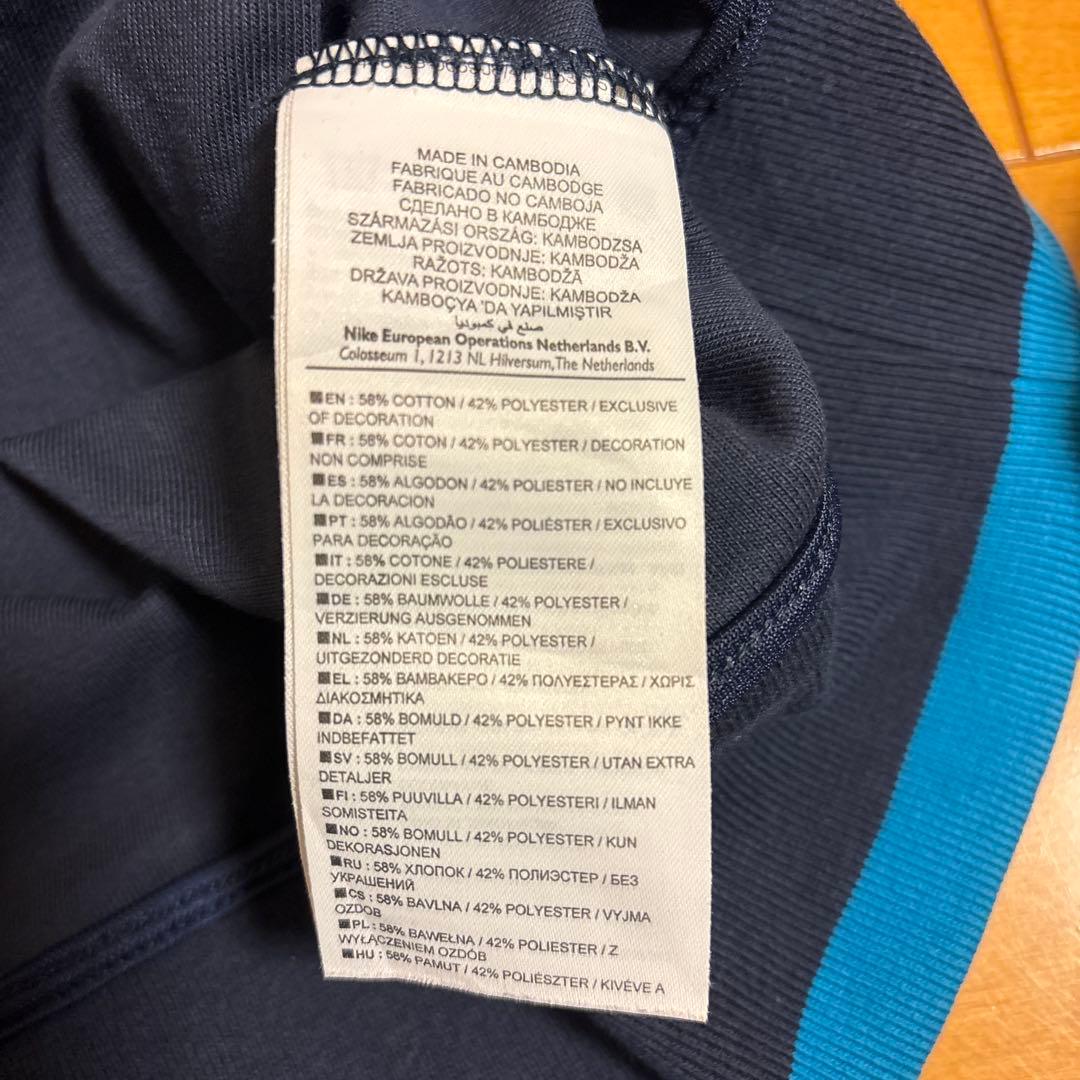 MADE IN CAMBODIA
FABRIQUE AU CAMBODGE
FABRICADO NO CAMBOJA
СДЕЛАНО В КАМБОДЖЕ
SZÁRMAZÁSI ORSZÁG: KAMBODZSA
ZEMLJA PROIZVODNJE: KAMBODŽA
RAŽOTS: KAMBODŽĀ
DRŽAVA PROIZVODNJE: KAMBODŽA
KAMBOÇYA 'DA YAPILMIŞTIR
صنع في كمبوديا
Nike European Operations Netherlands B.V.
Colosseum 1, 1213 NL Hilversum, The Netherlands
EN : 58% COTTON / 42% POLYESTER / EXCLUSIVE
OF DECORATION
FR : 58% COTON / 42% POLYESTER / DECORATION
NON COMPRISE
ES : 58% ALGODON / 42% POLIESTER / NO INCLUYE
LA DECORACION
PT : 58% ALGODÃO / 42% POLIÉSTER / EXCLUSIVO
PARA DECORAÇÃO
IT : 58% COTONE / 42% POLIESTERE /
DECORAZIONI ESCLUSE
DE : 58% BAUMWOLLE / 42% POLYESTER /
VERZIERUNG AUSGENOMMEN
NL : 58% KATOEN / 42% POLYESTER /
UITGEZONDERD DECORATIE
EL : 58% ΒΑΜΒΑΚΕΡΟ / 42% ΠΟΛΥΕΣΤΕΡΑΣ / ΧΩΡΙΣ
ΔΙΑΚΟΣΜΗΤΙΚΑ
DA : 58% BOMULD / 42% POLYESTER / PYNT IKKE
INDBEFATTET
SV : 58% BOMULL / 42% POLYESTER / UTAN EXTRA
DETALJER
FI : 58% PUUVILLA / 42% POLYESTERI / ILMAN
SOMISTEITA
NO : 58% BOMULL / 42% POLYESTER / KUN
DEKORASJONEN
RU : 58% ХЛОПОК / 42% ПОЛИЭСТЕР / БЕЗ
УКРАШЕНИЙ
CS : 58% BAVLNA / 42% POLYESTER / VYJMA
OZDOB
PL : 58% BAWEŁNA / 42% POLIESTER / Z
WYŁĄCZENIEM OZDÓB
HU : 58% PAMUT / 42% POLIÉSZTER / KIVÉVE A